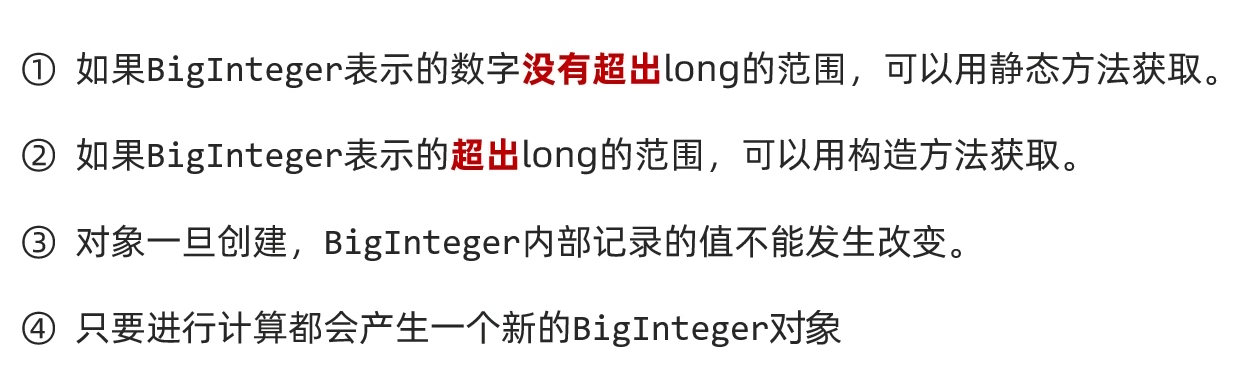 ① 如果BigInteger表示的数字没有超出long的范围，可以用静态方法获取。
② 如果BigInteger表示的超出long的范围，可以用构造方法获取。
③ 对象一旦创建，BigInteger内部记录的值不能发生改变。
④ 只要进行计算都会产生一个新的BigInteger对象